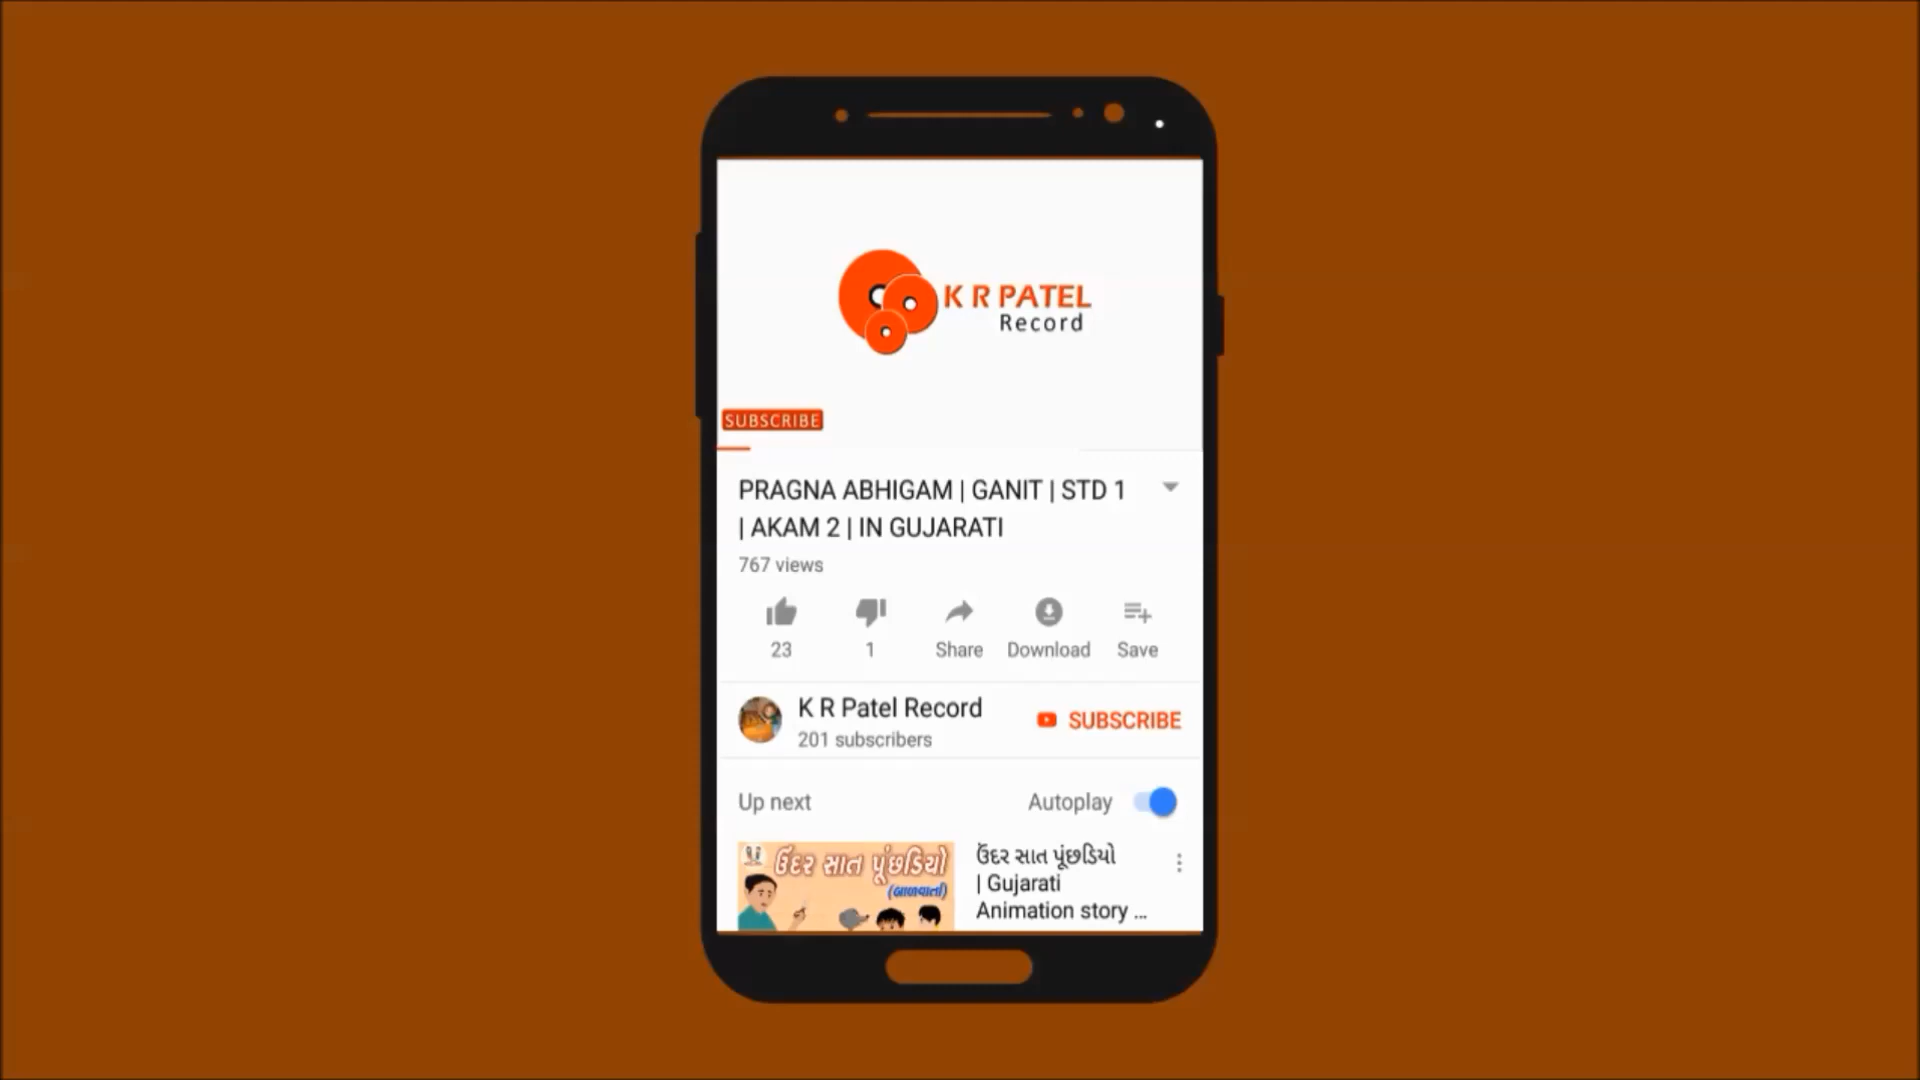 K R PATEL
Record
SUBSCRIBE
PRAGNA ABHIGAM | GANIT | STD 1
| AKAM 2 | IN GUJARATI
767 views
23
1
Share
Download
Save
K R Patel Record
201 subscribers
SUBSCRIBE
Up next
Autoplay
ઉંદર સાત પૂંછડિયો
(બાળવાર્તા)
ઉંદર સાત પૂંછડિયો
| Gujarati
Animation story ...